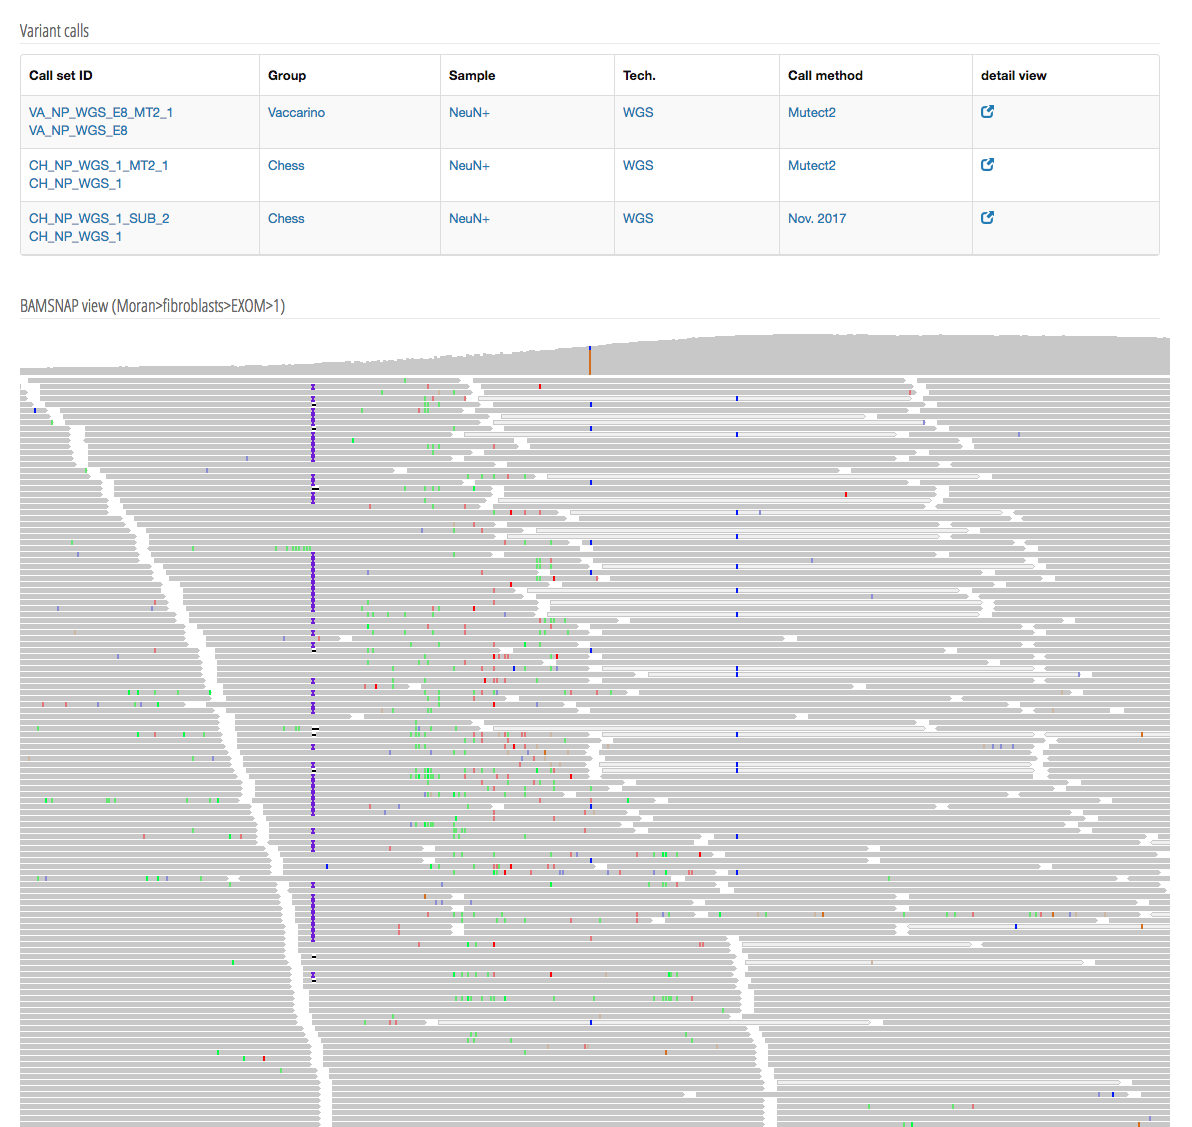 Variant calls
Call set ID Group Sample Tech. Call method detail view
VA_NP_WGS_E8_MT2_1 Vaccarino NeuN+ WGS Mutect2
VA_NP_WGS_E8
CH_NP_WGS_1_MT2_1 Chess NeuN+ WGS Mutect2
CH_NP_WGS_1
CH_NP_WGS_1_SUB_2 Chess NeuN+ WGS Nov. 2017
CH_NP_WGS_1
BAMSNAP view (Moran>fibroblasts>EXOM>1)